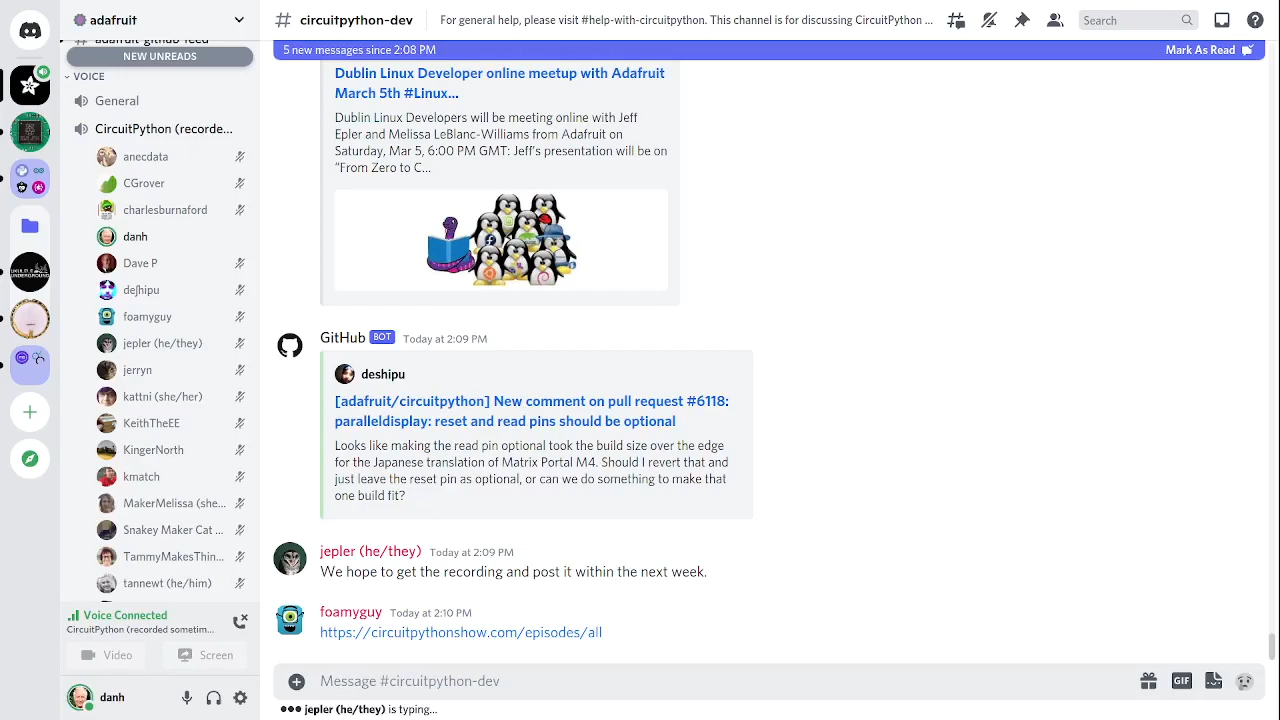 adafruit
adafruit-github-feed
NEW UNREADS
VOICE
General
CircuitPython (recorde...
anecdata
CGrover
charlesburnaford
danh
Dave P
deʃhipu
foamyguy
jepler (he/they)
jerryn
kattni (she/her)
KeithTheEE
KingerNorth
kmatch
MakerMelissa (she...
Snakey Maker Cat ...
TammyMakesThin...
tannewt (he/him)
Voice Connected
CircuitPython (recorded sometim...
Video
Screen
danh
circuitpython-dev
For general help, please visit #help-with-circuitpython. This channel is for discussing CircuitPython ...
Search
5 new messages since 2:08 PM
Mark As Read
Dublin Linux Developer online meetup with Adafruit
March 5th #Linux...
Dublin Linux Developers will be meeting online with Jeff
Epler and Melissa LeBlanc-Williams from Adafruit on
Saturday, Mar 5, 6:00 PM GMT: Jeff's presentation will be on
"From Zero to C...
GitHub BOT Today at 2:09 PM
deshipu
[adafruit/circuitpython] New comment on pull request #6118:
paralleldisplay: reset and read pins should be optional
Looks like making the read pin optional took the build size over the edge
for the Japanese translation of Matrix Portal M4. Should I revert that and
just leave the reset pin as optional, or can we do something to make that
one build fit?
jepler (he/they) Today at 2:09 PM
We hope to get the recording and post it within the next week.
foamyguy Today at 2:10 PM
https://circuitpythonshow.com/episodes/all
Message #circuitpython-dev
GIF
jepler (he/they) is typing...